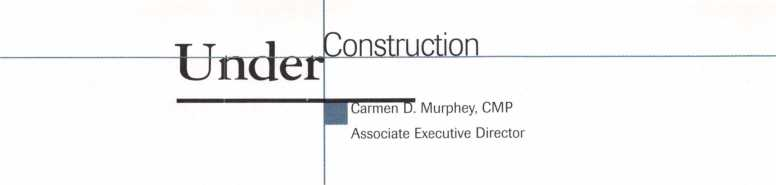 Under Construction
Carmen D. Murphey, CMP
Associate Executive Director